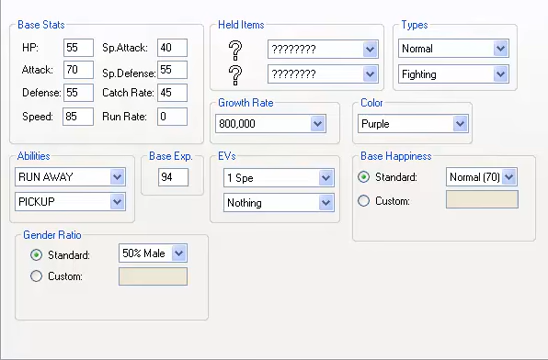 Base Stats
HP: 55 Sp.Attack: 40
Attack: 70 Sp.Defense: 55
Defense: 55 Catch Rate: 45
Speed: 85 Run Rate: 0
Held Items
? ????????
? ????????
Types
Normal
Fighting
Growth Rate
800,000
Color
Purple
Abilities
RUN AWAY
PICKUP
Base Exp.
94
EVs
1 Spe
Nothing
Base Happiness
Standard: Normal (70)
Custom:
Gender Ratio
Standard: 50% Male
Custom: